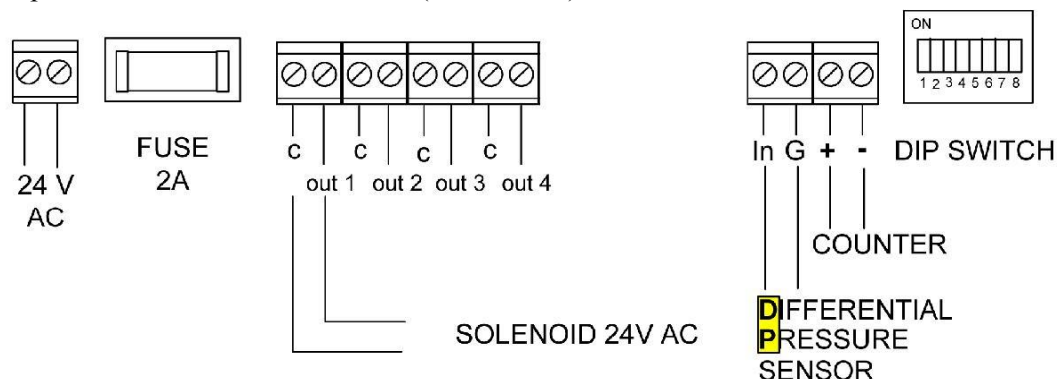 ON
1 2 3 4 5 6 7 8
FUSE
2A
24 V
AC
c c c c
out 1 out 2 out 3 out 4
In G + -
DIP SWITCH
COUNTER
SOLENOID 24V AC
DIFFERENTIAL
PRESSURE
SENSOR